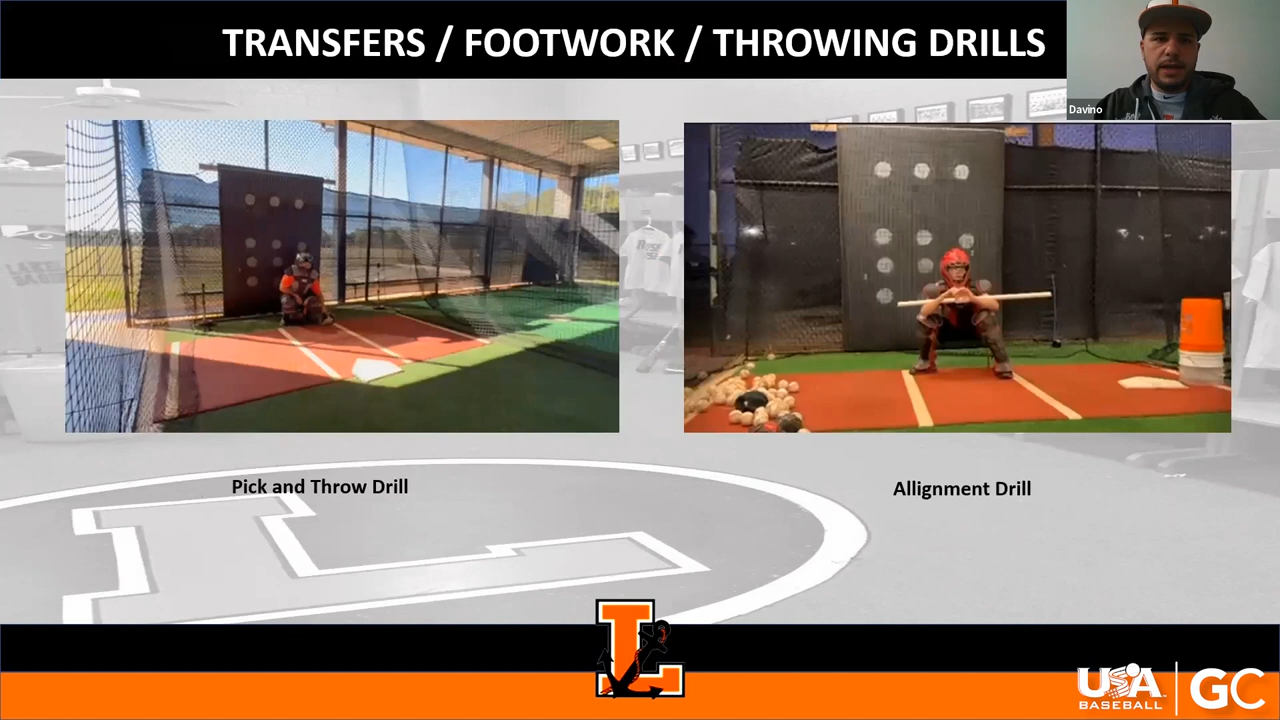 TRANSFERS / FOOTWORK / THROWING DRILLS
Davino
Pick and Throw Drill
Allignment Drill
L
L
USA
BASEBALL
GC